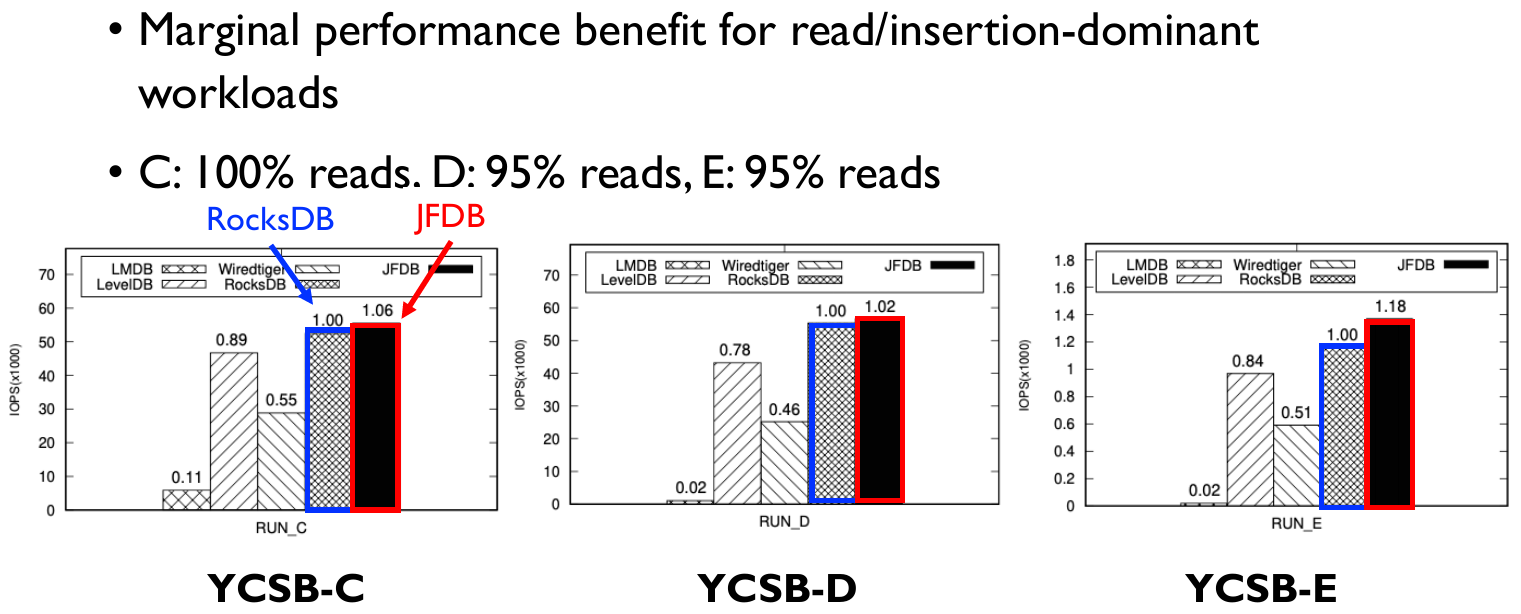 • Marginal performance benefit for read/insertion-dominant
workloads
• C: 100% reads, D: 95% reads, E: 95% reads
RocksDB
JFDB
LMDB
Wiredtiger
JFDB
LevelDB
RocksDB
IOPS(x1000)
70
60
50
40
30
20
10
0
0.11
0.89
0.55
1.00
1.06
RUN_C
YCSB-C
LMDB
Wiredtiger
JFDB
LevelDB
RocksDB
IOPS(x1000)
70
60
50
40
30
20
10
0
0.02
0.78
0.46
1.00
1.02
RUN_D
YCSB-D
LMDB
Wiredtiger
JFDB
LevelDB
RocksDB
IOPS(x1000)
1.8
1.6
1.4
1.2
1
0.8
0.6
0.4
0.2
0
0.02
0.84
0.51
1.00
1.18
RUN_E
YCSB-E